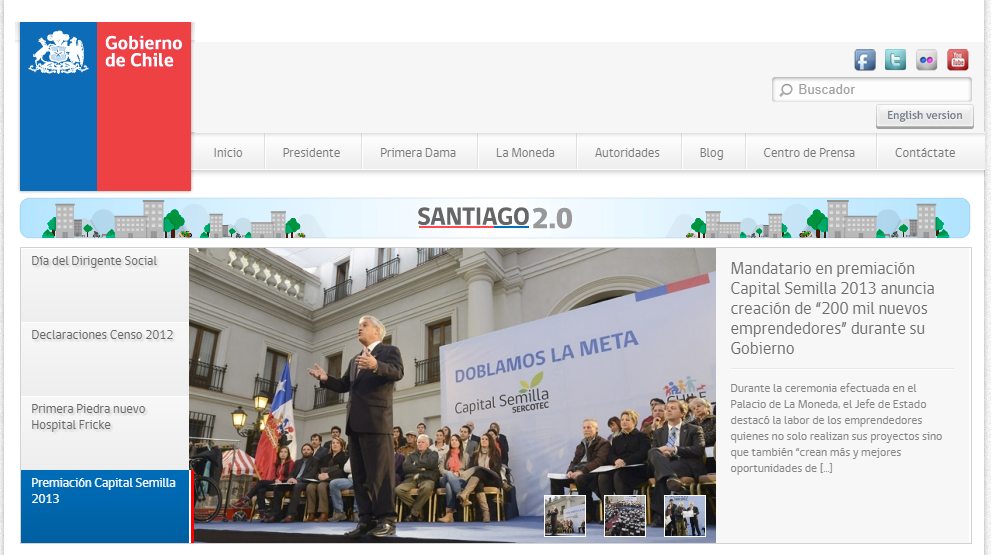 Gobierno
de Chile
Buscador
English version
Inicio
Presidente
Primera Dama
La Moneda
Autoridades
Blog
Centro de Prensa
Contáctate
SANTIAGO 2.0
Día del Dirigente Social
Declaraciones Censo 2012
Primera Piedra nuevo
Hospital Fricke
Premiación Capital Semilla
2013
DOBLAMOS LA META
Capital Semilla
SERCOTEC
CHILE
Mandatario en premiación
Capital Semilla 2013 anuncia
creación de “200 mil nuevos
emprendedores” durante su
Gobierno
Durante la ceremonia efectuada en el
Palacio de La Moneda, el Jefe de Estado
destacó la labor de los emprendedores
quienes no solo realizan sus proyectos sino
que también “crean más y mejores
oportunidades de [...]